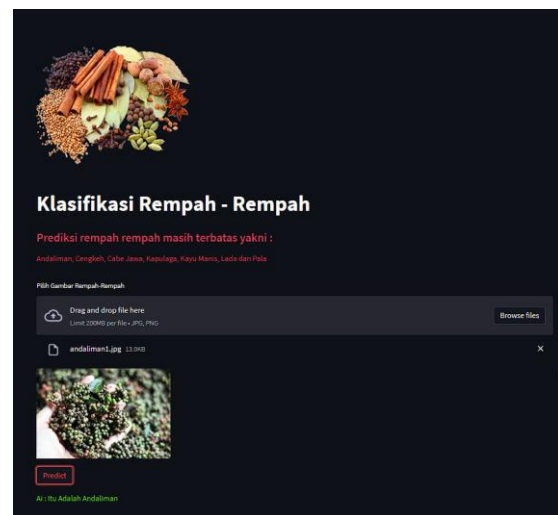 Klasifikasi Rempah - Rempah
Prediksi rempah rempah masih terbatas yakni :
Andaliman, Cengkeh, Cabe Jawa, Kapulaga, Kayu Manis, Lada dan Pala
Pilih Gambar Rempah-Rempah
Drag and drop file here
Limit 200MB per file • JPG, PNG
Browse files
andaliman1.jpg 13.0KB
Predict
AI : Itu Adalah Andaliman